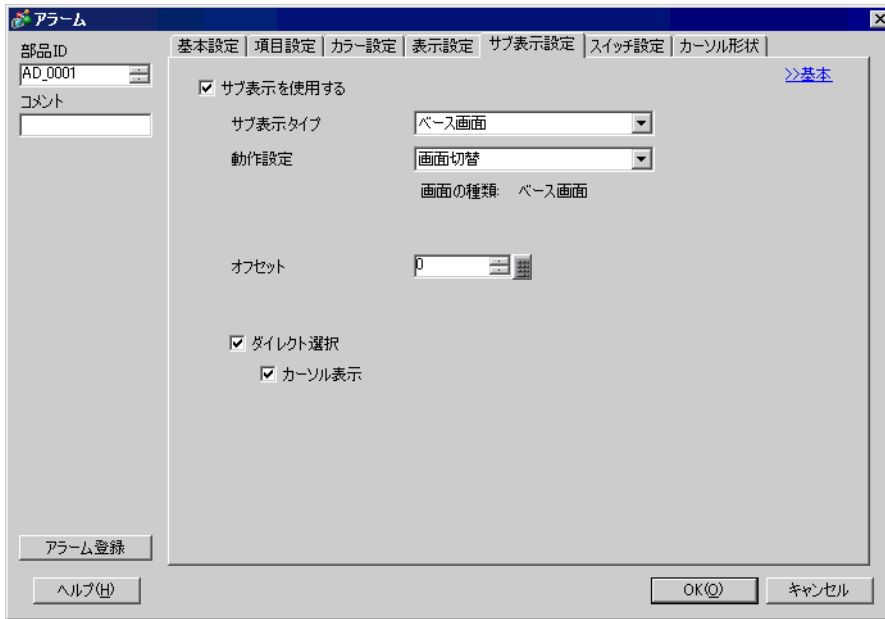 アラーム
部品ID
AD_0001
コメント
基本設定 項目設定 カラー設定 表示設定 サブ表示設定 スイッチ設定 カーソル形状
>>基本
サブ表示を使用する
サブ表示タイプ ベース画面
動作設定 画面切替
画面の種類: ベース画面
オフセット 0
ダイレクト選択
カーソル表示
アラーム登録
ヘルプ(H) OK(O) キャンセル